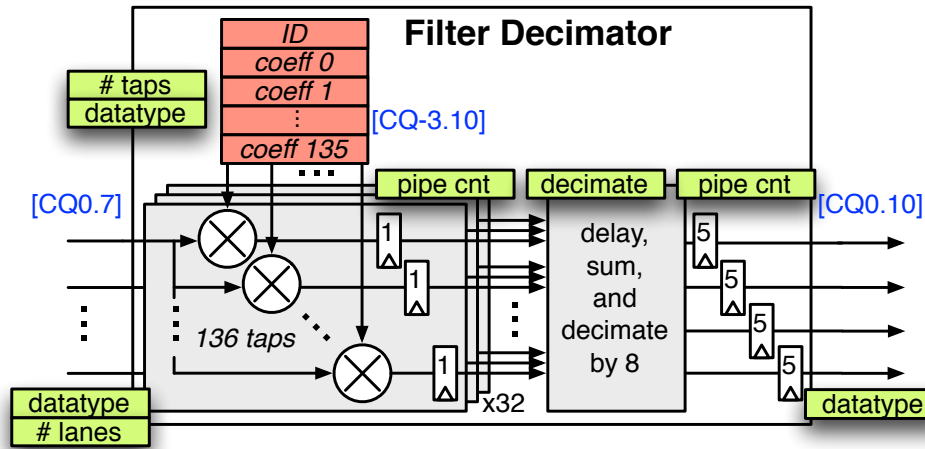 ID
Filter Decimator
coeff 0
# taps
coeff 1
datatype
⋮
[CQ-3.10]
coeff 135
...
pipe cnt
decimate
pipe cnt
[CQ0.7]
[CQ0.10]
1
delay,
5
1
sum,
5
and
136 taps
decimate
5
1
by 8
5
x32
datatype
# lanes
datatype